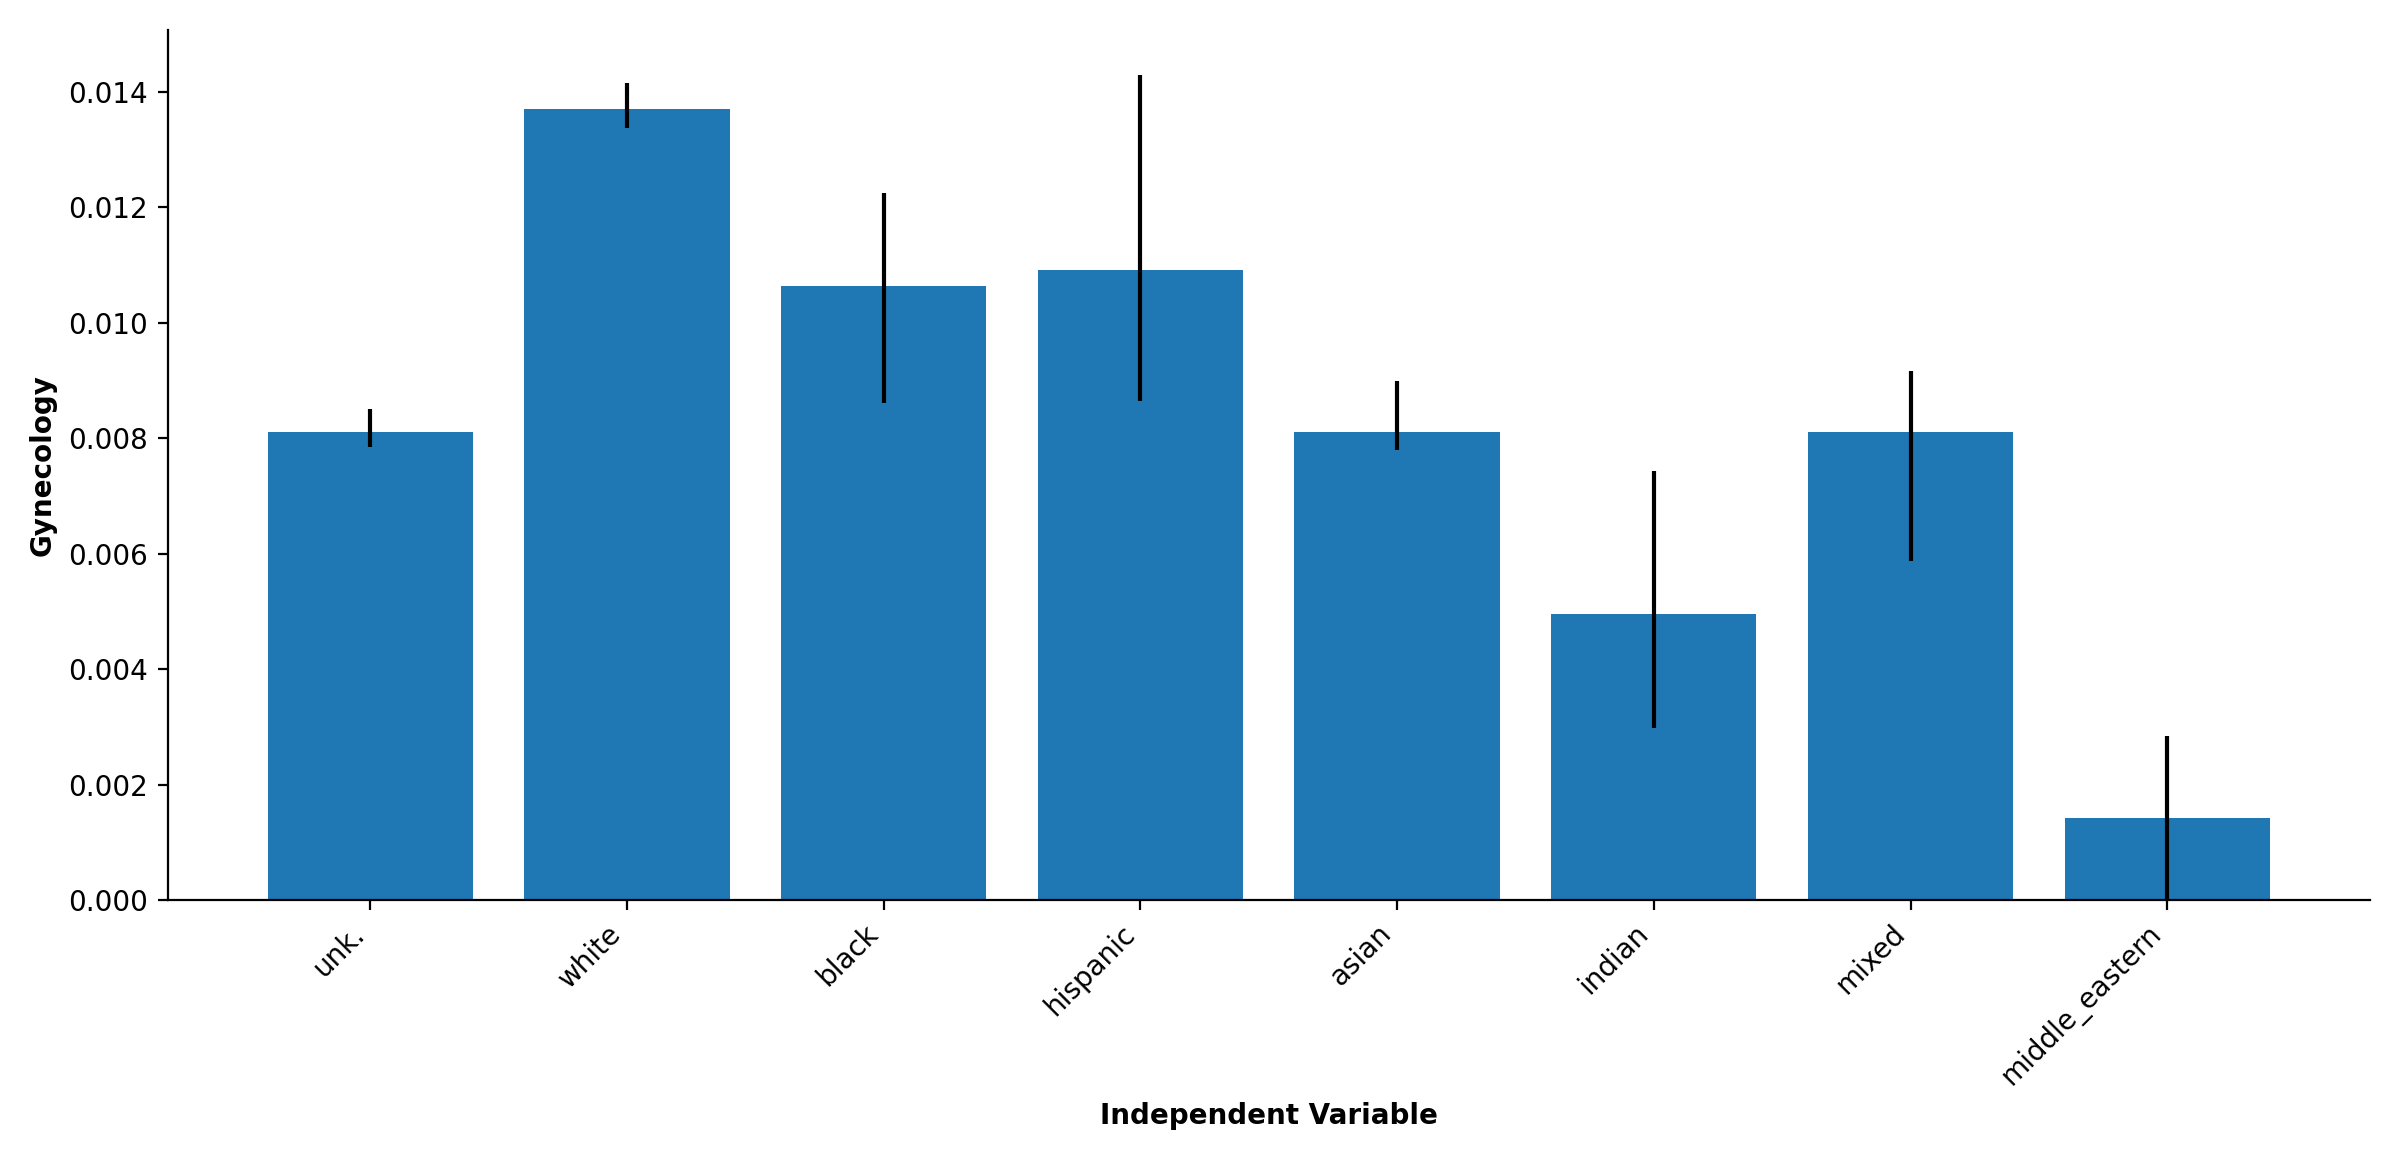 Gynecology
0.014
0.012
0.010
0.008
0.006
0.004
0.002
0.000
unk.
white
black
hispanic
asian
indian
mixed
middle_eastern
Independent Variable